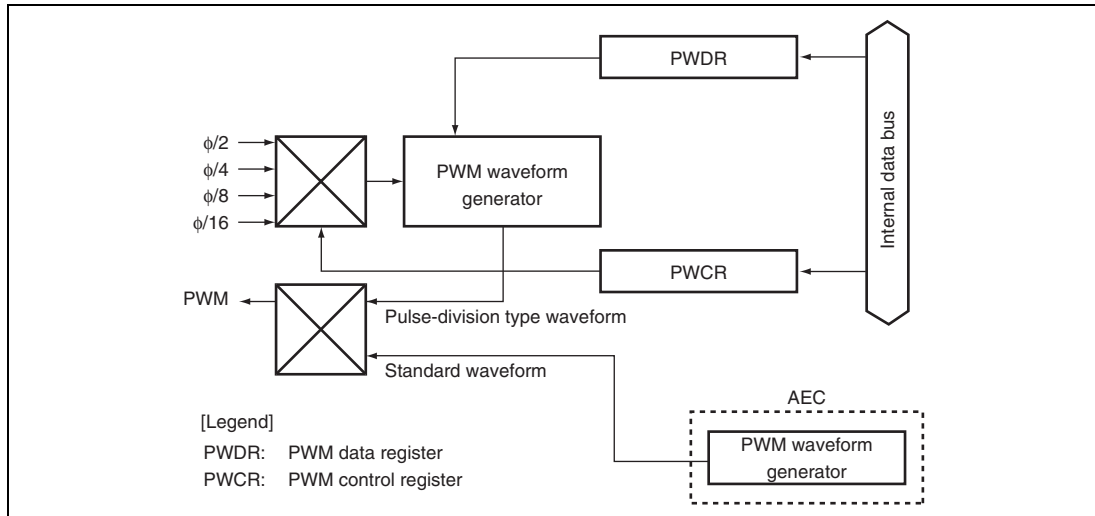 PWDR
φ/2
φ/4
φ/8
φ/16
PWM waveform
generator
Internal data bus
PWCR
PWM
Pulse-division type waveform
Standard waveform
AEC
PWM waveform
generator
[Legend]
PWDR: PWM data register
PWCR: PWM control register